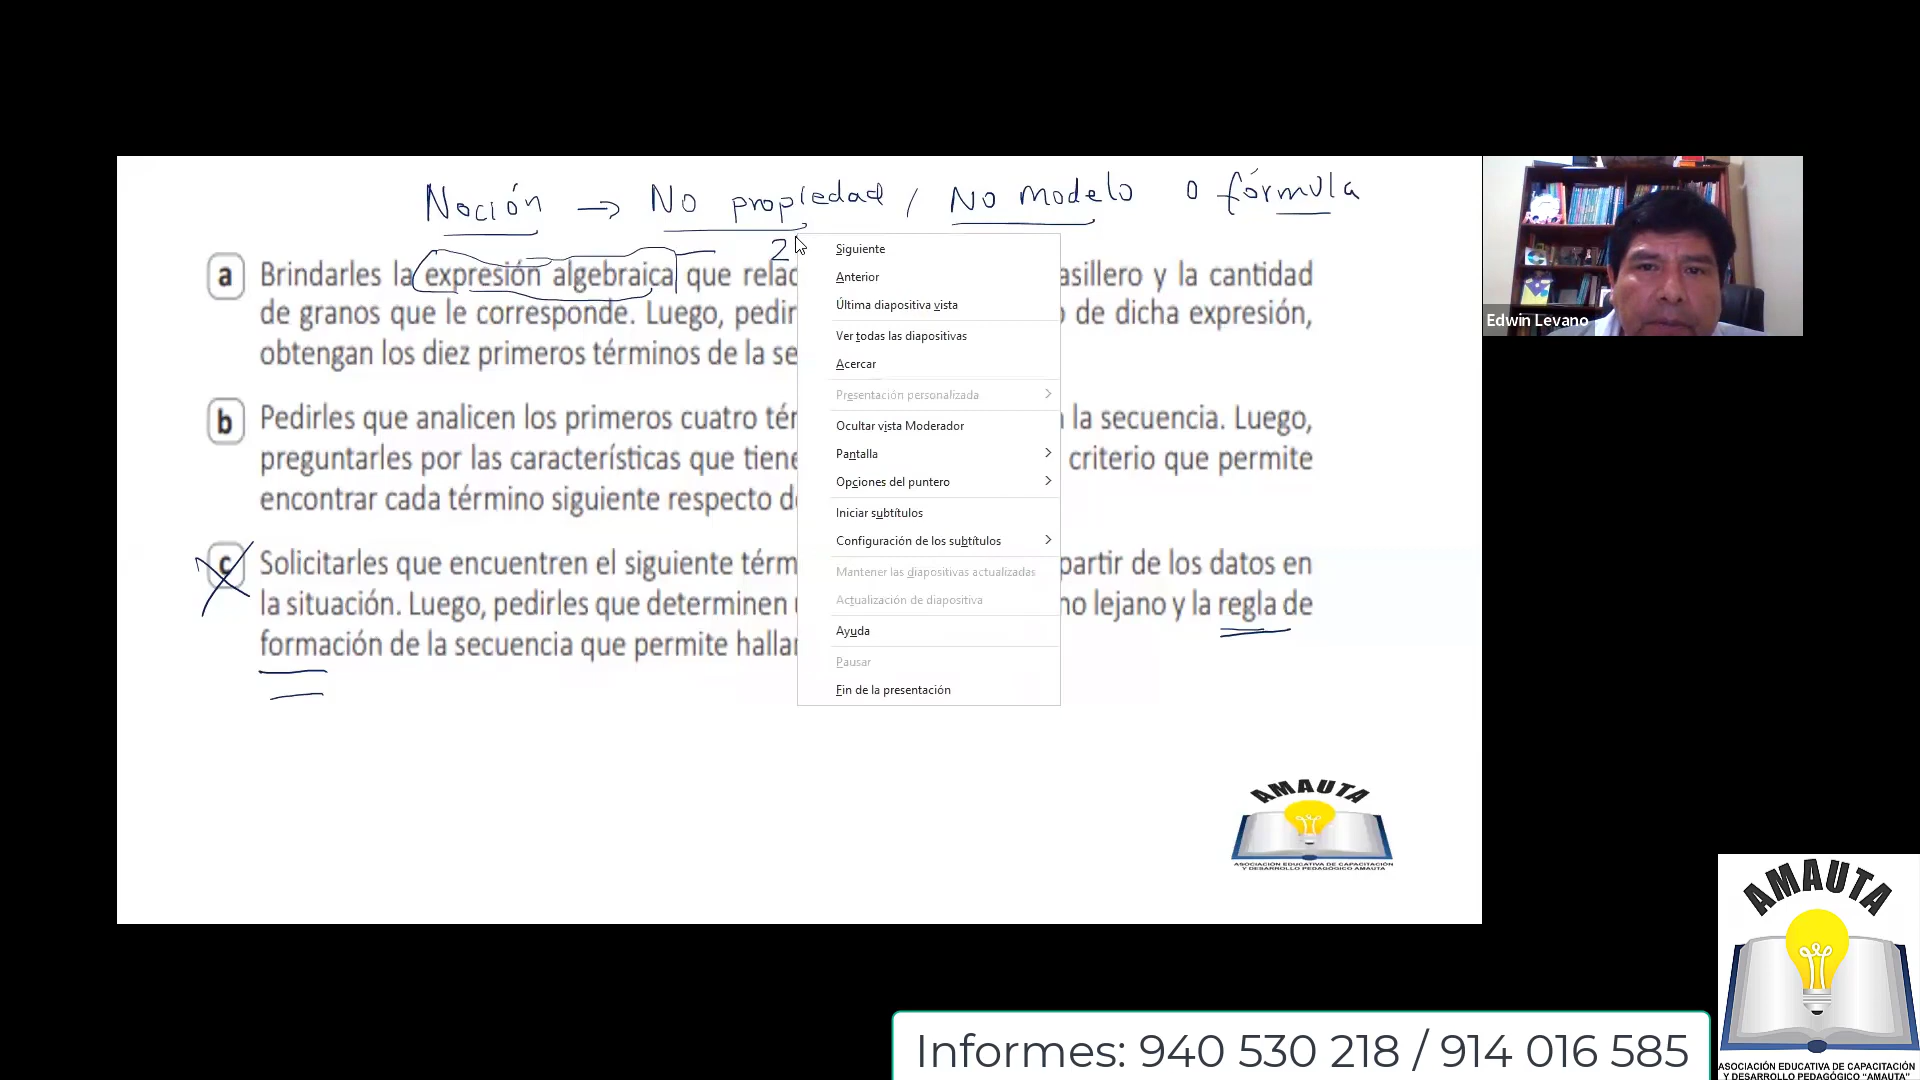 Noción → No propiedad / No modelo o fórmula
2
a Brindarles la expresión algebraica que relac asillero y la cantidad
de granos que le corresponde. Luego, pedir o de dicha expresión,
obtengan los diez primeros términos de la se
b Pedirles que analicen los primeros cuatro tér la secuencia. Luego,
preguntarles por las características que tiene criterio que permite
encontrar cada término siguiente respecto d
c Solicitarles que encuentren el siguiente térm partir de los datos en
la situación. Luego, pedirles que determinen no lejano y la regla de
formación de la secuencia que permite hallar
Siguiente
Anterior
Última diapositiva vista
Ver todas las diapositivas
Acercar
Presentación personalizada
Ocultar vista Moderador
Pantalla
Opciones del puntero
Iniciar subtítulos
Configuración de los subtítulos
Mantener las diapositivas actualizadas
Actualización de diapositiva
Ayuda
Pausar
Fin de la presentación
Edwin Levano
AMAUTA
ASOCIACIÓN EDUCATIVA DE CAPACITACIÓN
Y DESARROLLO PEDAGÓGICO AMAUTA
AMAUTA
ASOCIACIÓN EDUCATIVA DE CAPACITACIÓN
Y DESARROLLO PEDAGÓGICO "AMAUTA"
Informes: 940 530 218 / 914 016 585